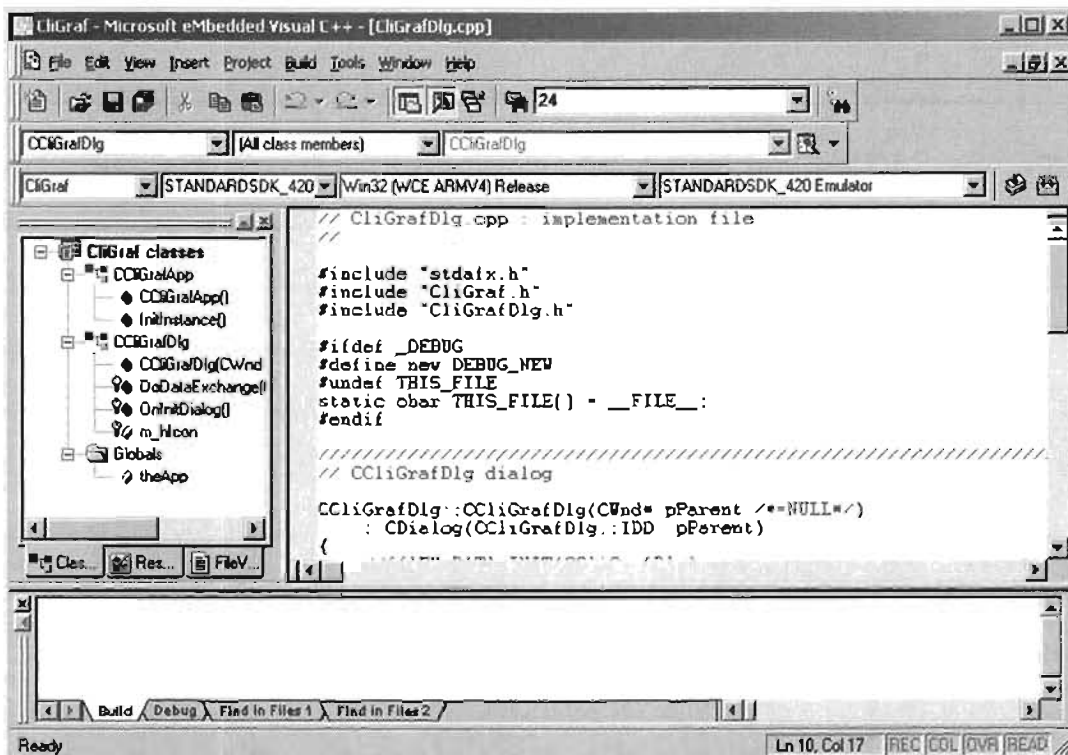 CliGraf - Microsoft eMbedded Visual C++ - [CliGrafDlg.cpp]
File Edit View Insert Project Build Tools Window Help
24
CCliGrafDlg (All class members) CCliGrafDlg
CliGraf STANDARDSDK_420 Win32 (WCE ARMV4) Release STANDARDSDK_420 Emulator
CliGraf classes
CCliGrafApp
CCliGrafApp()
InitInstance()
CCliGrafDlg
CCliGrafDlg(CWnd
DoDataExchange(
OnInitDialog()
m_hIcon
Globals
theApp
Clas... Res... FileV...
// CliGrafDlg.cpp : implementation file
//
#include "stdafx.h"
#include "CliGraf.h"
#include "CliGrafDlg.h"
#ifdef _DEBUG
#define new DEBUG_NEW
#undef THIS_FILE
static char THIS_FILE[] = __FILE__;
#endif
/////////////////////////////////////////////////////////////////
// CCliGrafDlg dialog
CCliGrafDlg::CCliGrafDlg(CWnd* pParent /*=NULL*/)
: CDialog(CCliGrafDlg::IDD, pParent)
{
Build Debug Find in Files 1 Find in Files 2
Ready Ln 10, Col 17 REC COL OVR READ